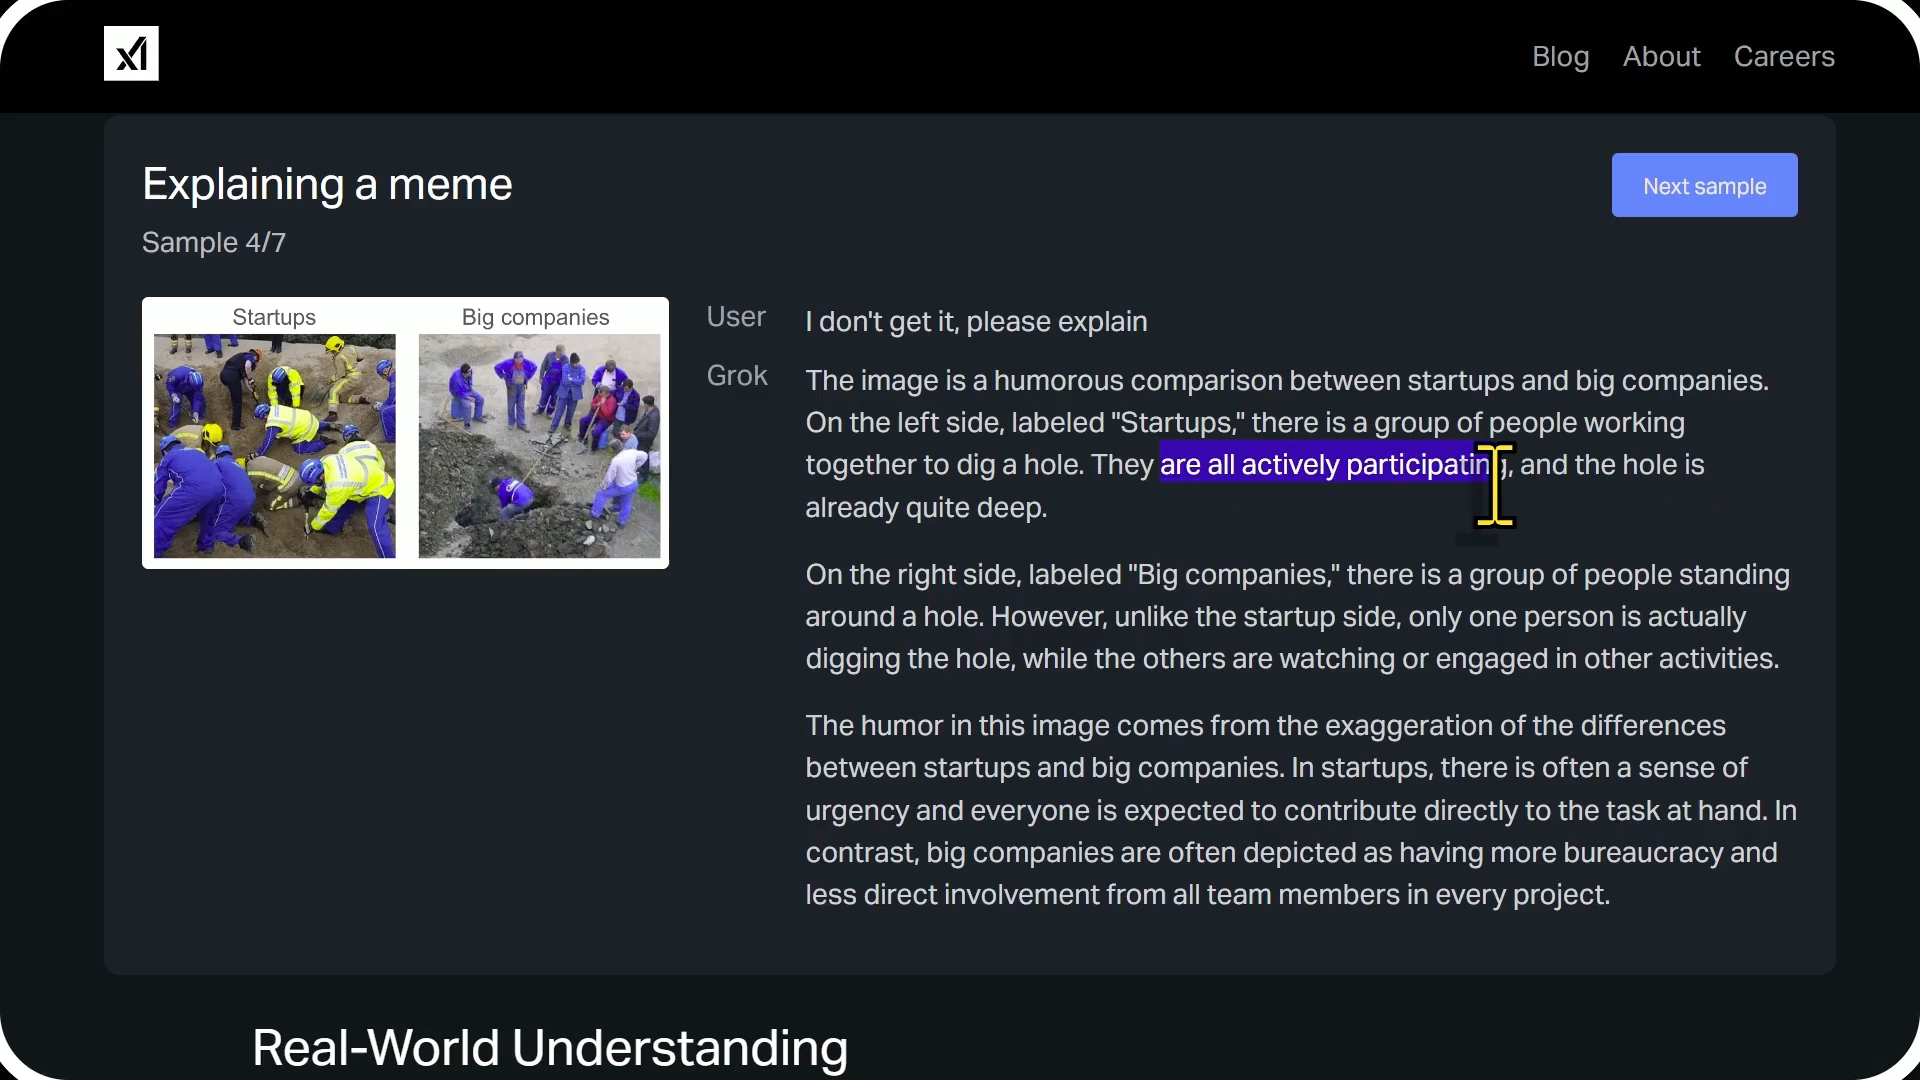 xI
Blog About Careers
Explaining a meme
Next sample
Sample 4/7
Startups
Big companies
User
I don't get it, please explain
Grok
The image is a humorous comparison between startups and big companies.
On the left side, labeled "Startups," there is a group of people working
together to dig a hole. They are all actively participating, and the hole is
already quite deep.
On the right side, labeled "Big companies," there is a group of people standing
around a hole. However, unlike the startup side, only one person is actually
digging the hole, while the others are watching or engaged in other activities.
The humor in this image comes from the exaggeration of the differences
between startups and big companies. In startups, there is often a sense of
urgency and everyone is expected to contribute directly to the task at hand. In
contrast, big companies are often depicted as having more bureaucracy and
less direct involvement from all team members in every project.
Real-World Understanding